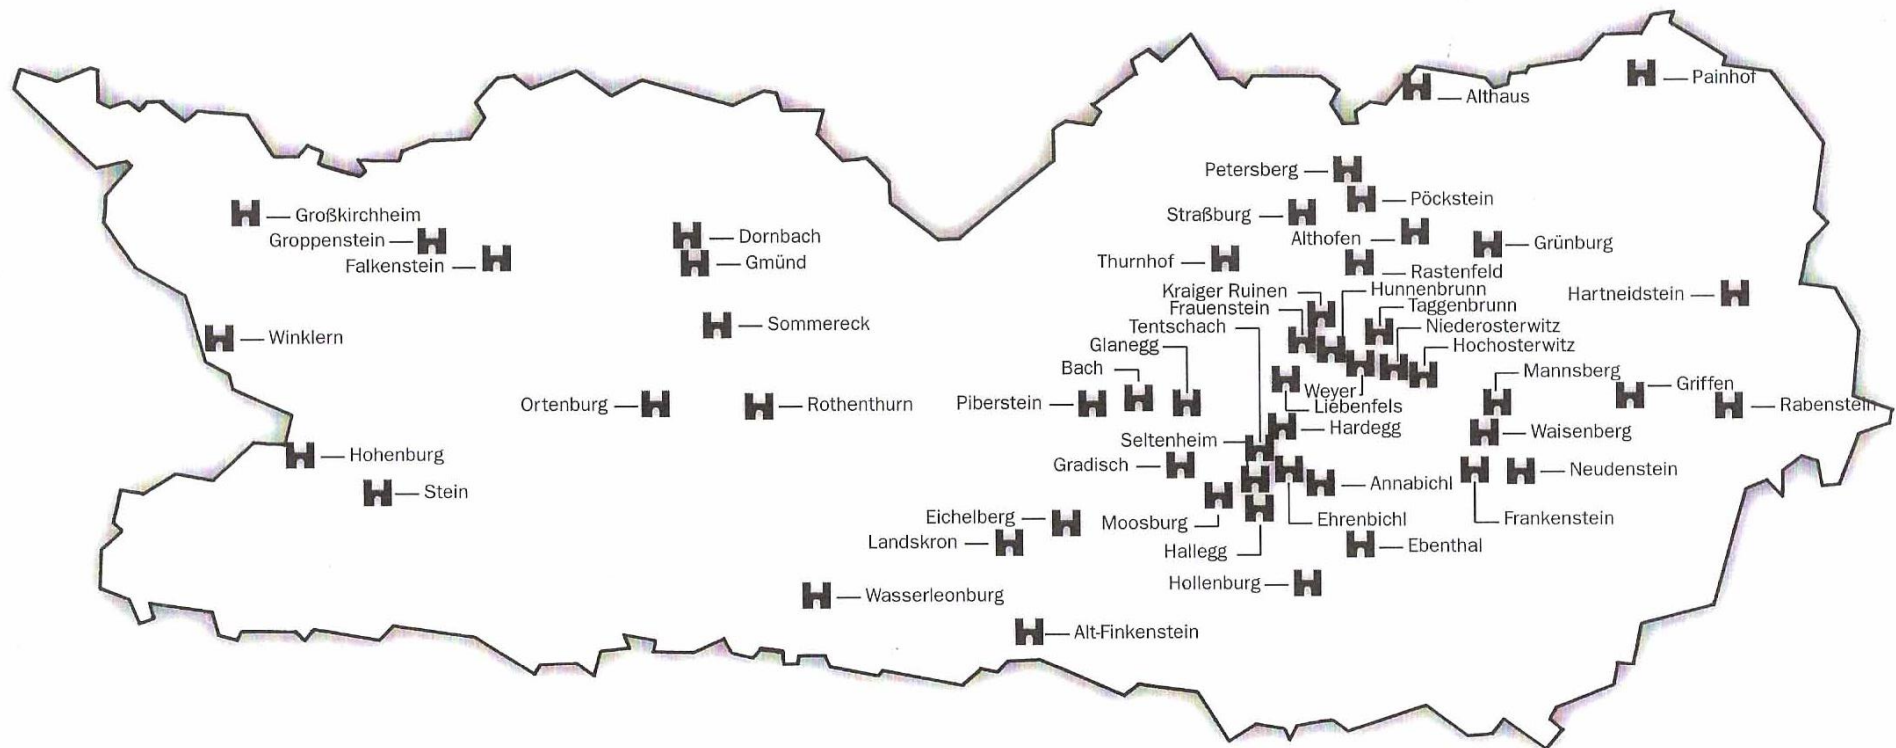 Painhof
Althaus
Petersberg
Pöckstein
Straßburg
Großkirchheim
Althofen
Dornbach
Groppenstein
Grünburg
Thurnhof
Gmünd
Falkenstein
Rastenfeld
Hunnenbrunn
Kraiger Ruinen
Hartneidstein
Frauenstein
Taggenbrunn
Tentschach
Sommereck
Niederosterwitz
Winklern
Glanegg
Hochosterwitz
Bach
Mannsberg
Griffen
Weyer
Ortenburg
Rothenthurn
Piberstein
Liebenfels
Rabenstein
Hardegg
Waisenberg
Seltenheim
Hohenburg
Gradisch
Neudenstein
Annabichl
Stein
Eichelberg
Moosburg
Ehrenbichl
Frankenstein
Landskron
Hallegg
Ebenthal
Hollenburg
Wasserleonburg
Alt-Finkenstein